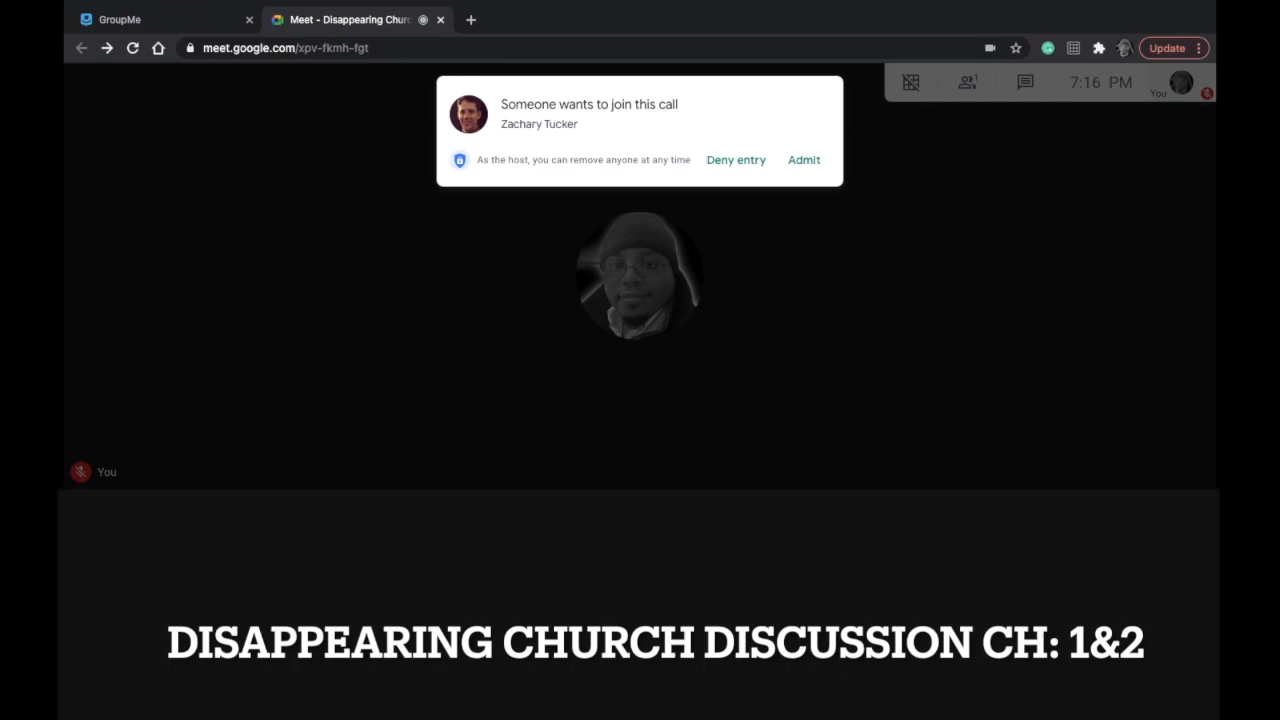 GroupMe
Meet - Disappearing Churc
meet.google.com/xpv-fkmh-fgt
Update
Someone wants to join this call
Zachary Tucker
As the host, you can remove anyone at any time
Deny entry
Admit
1
7:16 PM
You
You
DISAPPEARING CHURCH DISCUSSION CH: 1&2